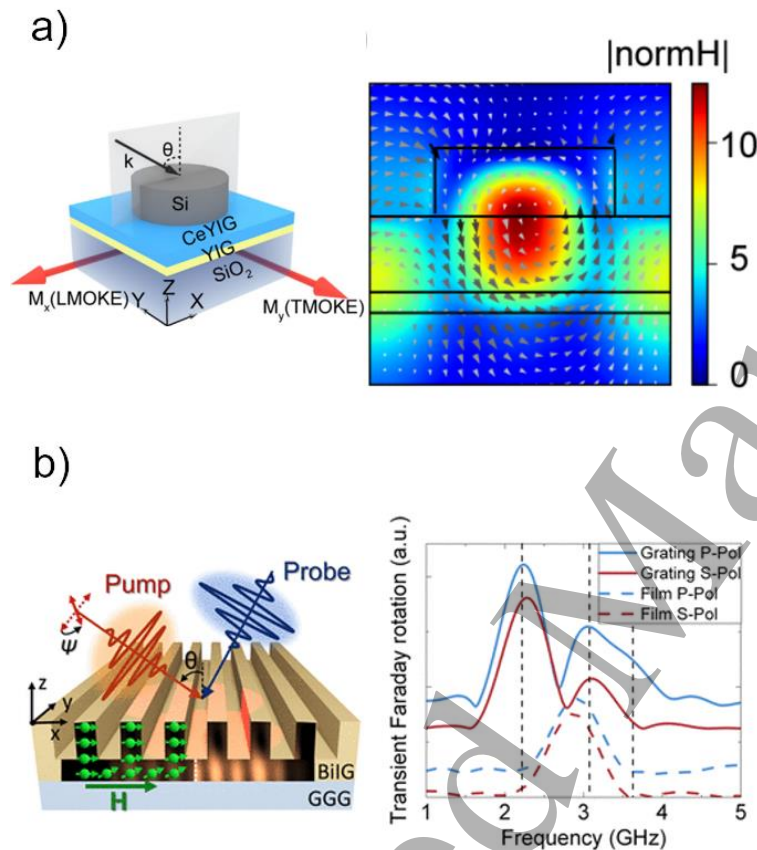 a)
k
θ
Si
CeYIG
YIG
SiO2
Mx(LMOKE)
Y
Z
X
My(TMOKE)
|normH|
10
5
0
b)
Pump
Probe
Ψ
θ
z
y
x
H
BiIG
GGG
Transient Faraday rotation (a.u.)
Grating P-Pol
Grating S-Pol
Film P-Pol
Film S-Pol
1 2 3 4 5
Frequency (GHz)